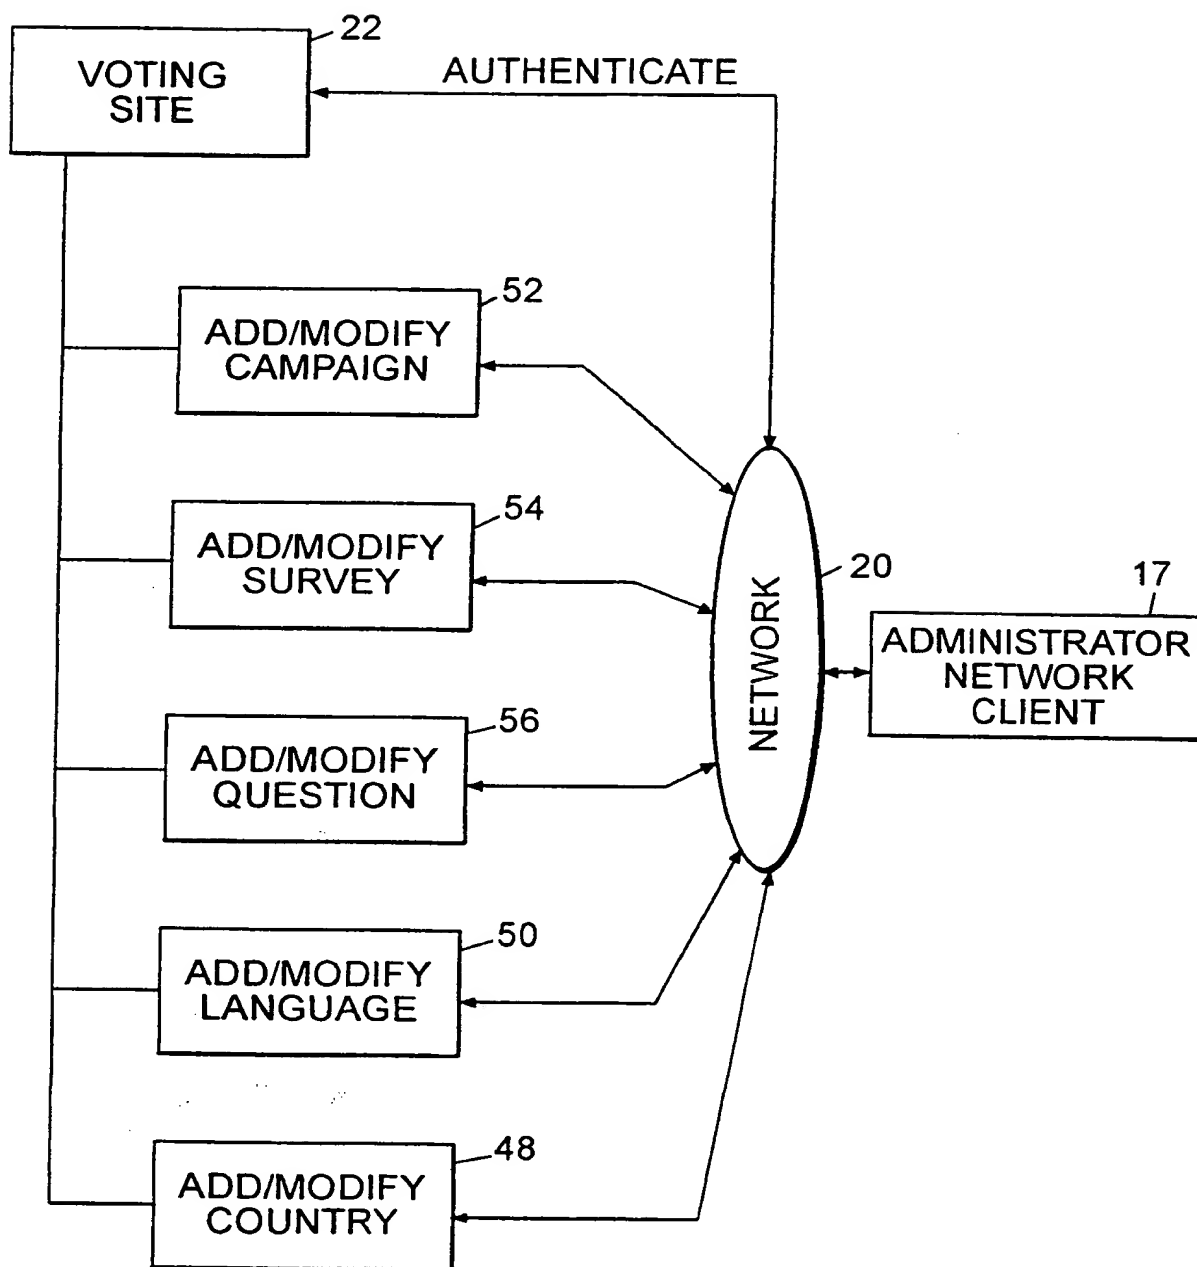 22
VOTING
SITE
AUTHENTICATE
52
ADD/MODIFY
CAMPAIGN
54
ADD/MODIFY
SURVEY
20
17
NETWORK
ADMINISTRATOR
NETWORK
CLIENT
56
ADD/MODIFY
QUESTION
50
ADD/MODIFY
LANGUAGE
48
ADD/MODIFY
COUNTRY